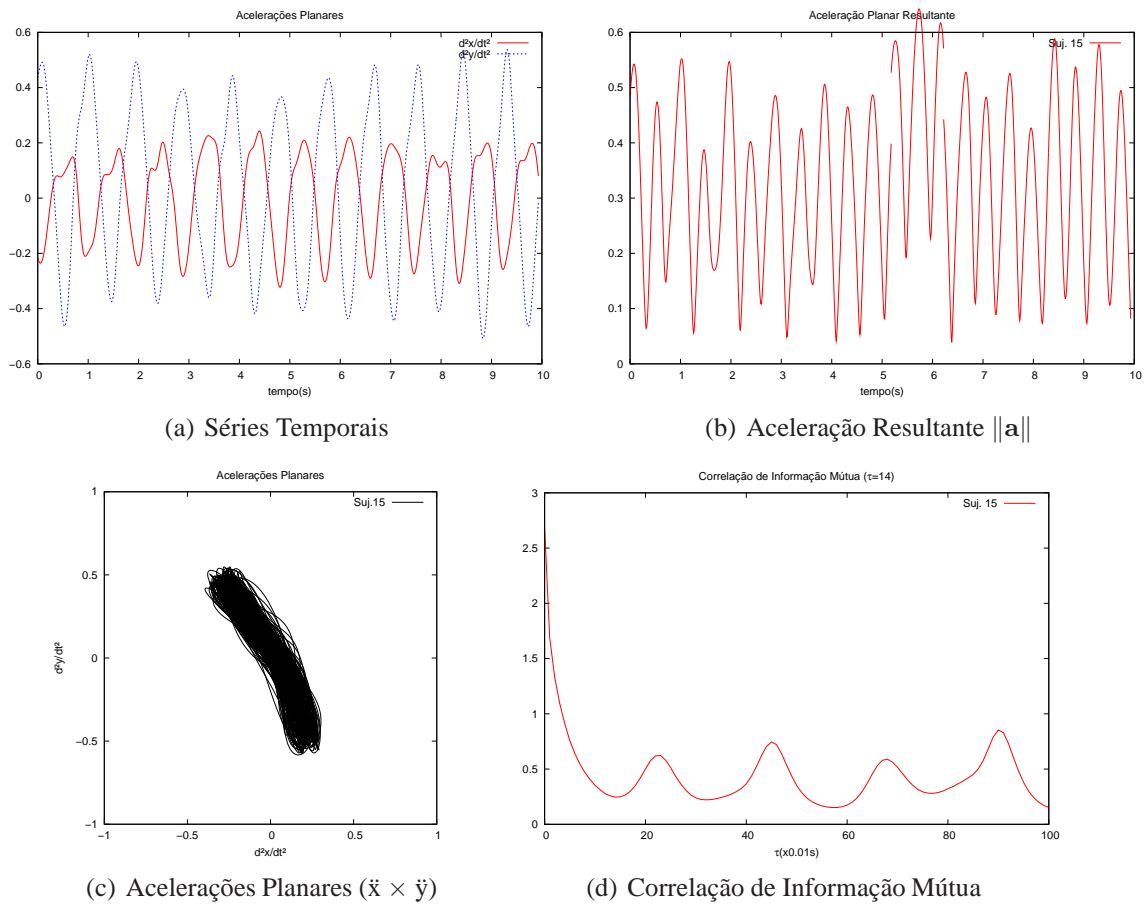 Acelerações Planares
d²x/dt²
d²y/dt²
0.6
0.4
0.2
0
−0.2
−0.4
−0.6
0 1 2 3 4 5 6 7 8 9 10
tempo(s)
(a) Séries Temporais
Aceleração Planar Resultante
Suj. 15
0.6
0.5
0.4
0.3
0.2
0.1
0
0 1 2 3 4 5 6 7 8 9 10
tempo(s)
(b) Aceleração Resultante ‖a‖
Acelerações Planares
Suj.15
1
0.5
0
−0.5
−1
d²y/dt²
−1 −0.5 0 0.5 1
d²x/dt²
(c) Acelerações Planares (ẍ × ÿ)
Correlação de Informação Mútua (τ=14)
Suj. 15
3
2.5
2
1.5
1
0.5
0
0 20 40 60 80 100
τ(x0.01s)
(d) Correlação de Informação Mútua